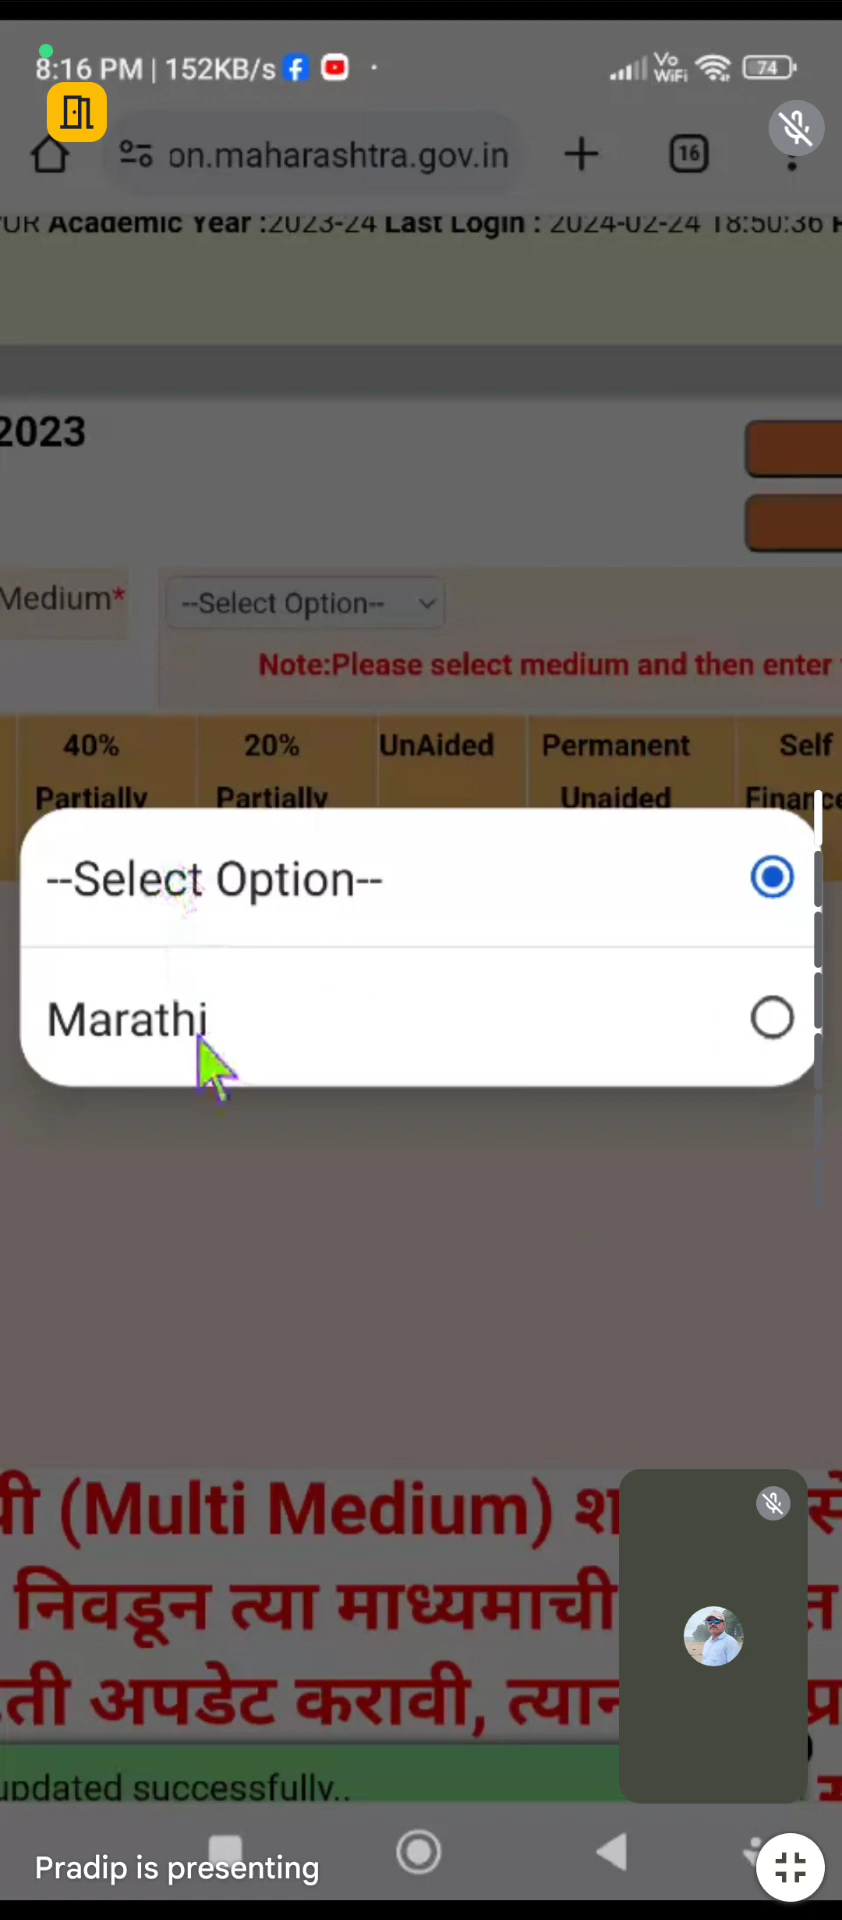 8:16 PM | 152KB/s
Vo WiFi 74
on.maharashtra.gov.in 16
UR Academic Year :2023-24 Last Login : 2024-02-24 18:50:36
2023
Medium* --Select Option--
Note:Please select medium and then enter
40% Partially
20% Partially
UnAided
Permanent Unaided
Self Finance
--Select Option--
Marathi
(Multi Medium)
निवडून त्या माध्यमाची
अपडेट करावी,
updated successfully..
Pradip is presenting